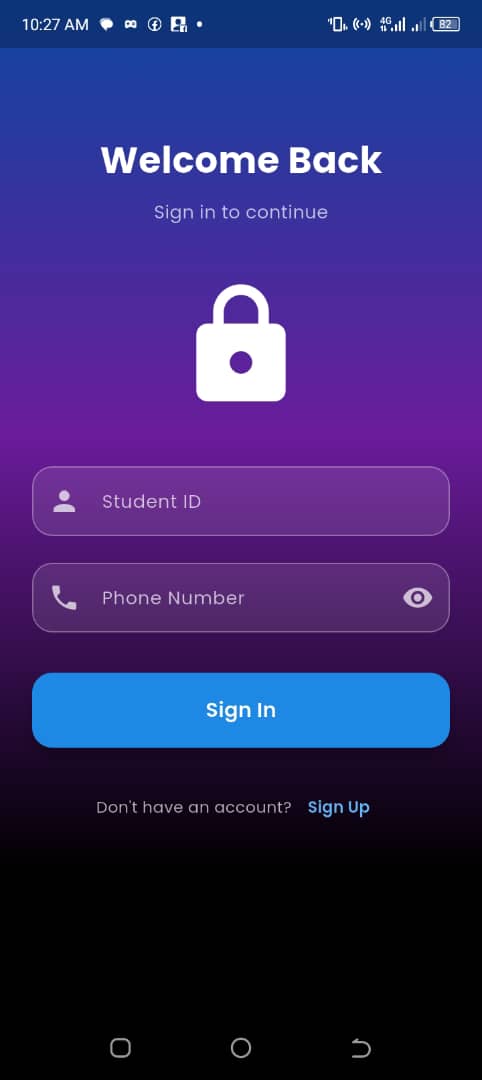 10:27 AM
4G
82
Welcome Back
Sign in to continue
Student ID
Phone Number
Sign In
Don't have an account? Sign Up